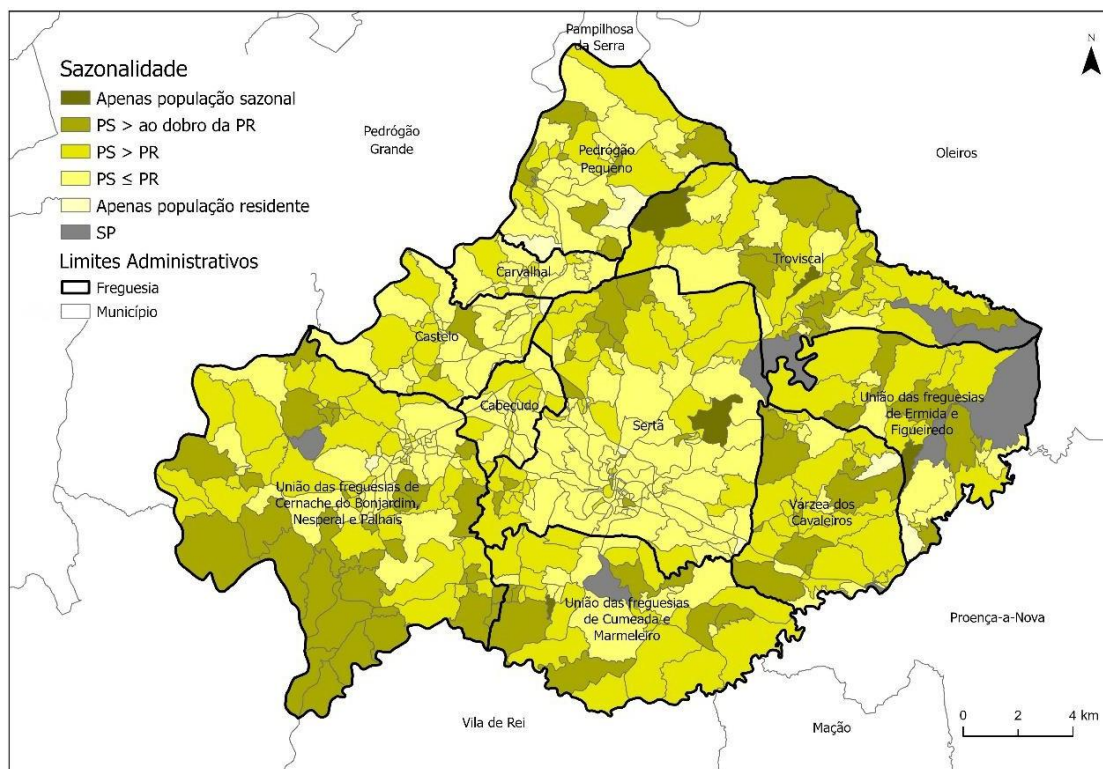 Sazonalidade
Apenas população sazonal
PS > ao dobro da PR
PS > PR
PS ≤ PR
Apenas população residente
SP
Limites Administrativos
Freguesia
Município
Pampilhosa
da Serra
N
Pedrógão
Grande
Pedrógão
Pequeno
Oleiros
Troviscal
Carvalhal
Castelo
Cabeçudo
Sertã
União das freguesias
de Ermida e
Figueiredo
União das freguesias de
Cernache do Bonjardim,
Nesperal e Palhais
Várzea dos
Cavaleiros
União das freguesias
de Cumeada e
Marmeleiro
Proença-a-Nova
Vila de Rei
Mação
0 2 4 km